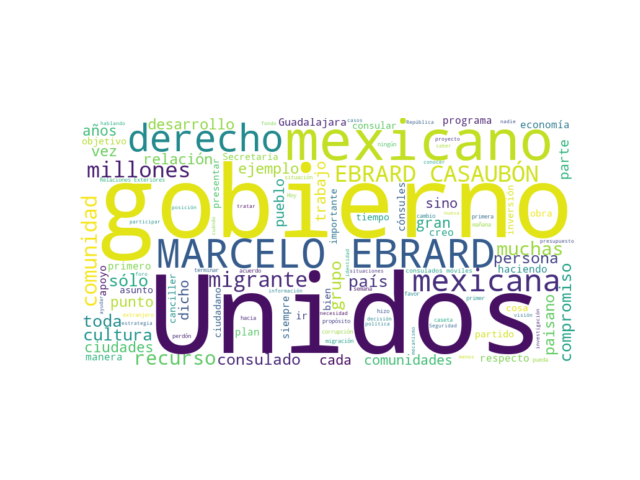 gobierno
Unidos
mexicano
MARCELO EBRARD
derecho
mexicana
EBRARD CASAUBÓN
migrante
millones
recurso
comunidad
muchas
desarrollo
relación
Guadalajara
consular
programa
economía
años
objetivo
vez
Secretaría
ejemplo
parte
presentar
pueblo
trabajo
importante
tiempo
cónsules
sino
gran
creo
inversión
obra
Relaciones Exteriores
participar
posición
tratar
cambio
primera
mañana
presupuesto
persona
haciendo
primero
apoyo
sólo
punto
asunto
canciller
dicho
ciudadano
grupo
bien
país
identidad
situaciones
consulados móviles
favor
primer
compromiso
paisano
cosa
visión
investigación
toda
cultura
ciudades
manera
estrategia
perdón
hacia
información
acuerdo
terminar
plan
siempre
ir
necesidad
propósito
corrupción
migración
decisión
política
hizo
mecanismo
caseta
Seguridad
partido
consulado
cada
comunidades
respecto
hablando
fondo
casos
República
nadie
ningún
proyecto
conocer
situación